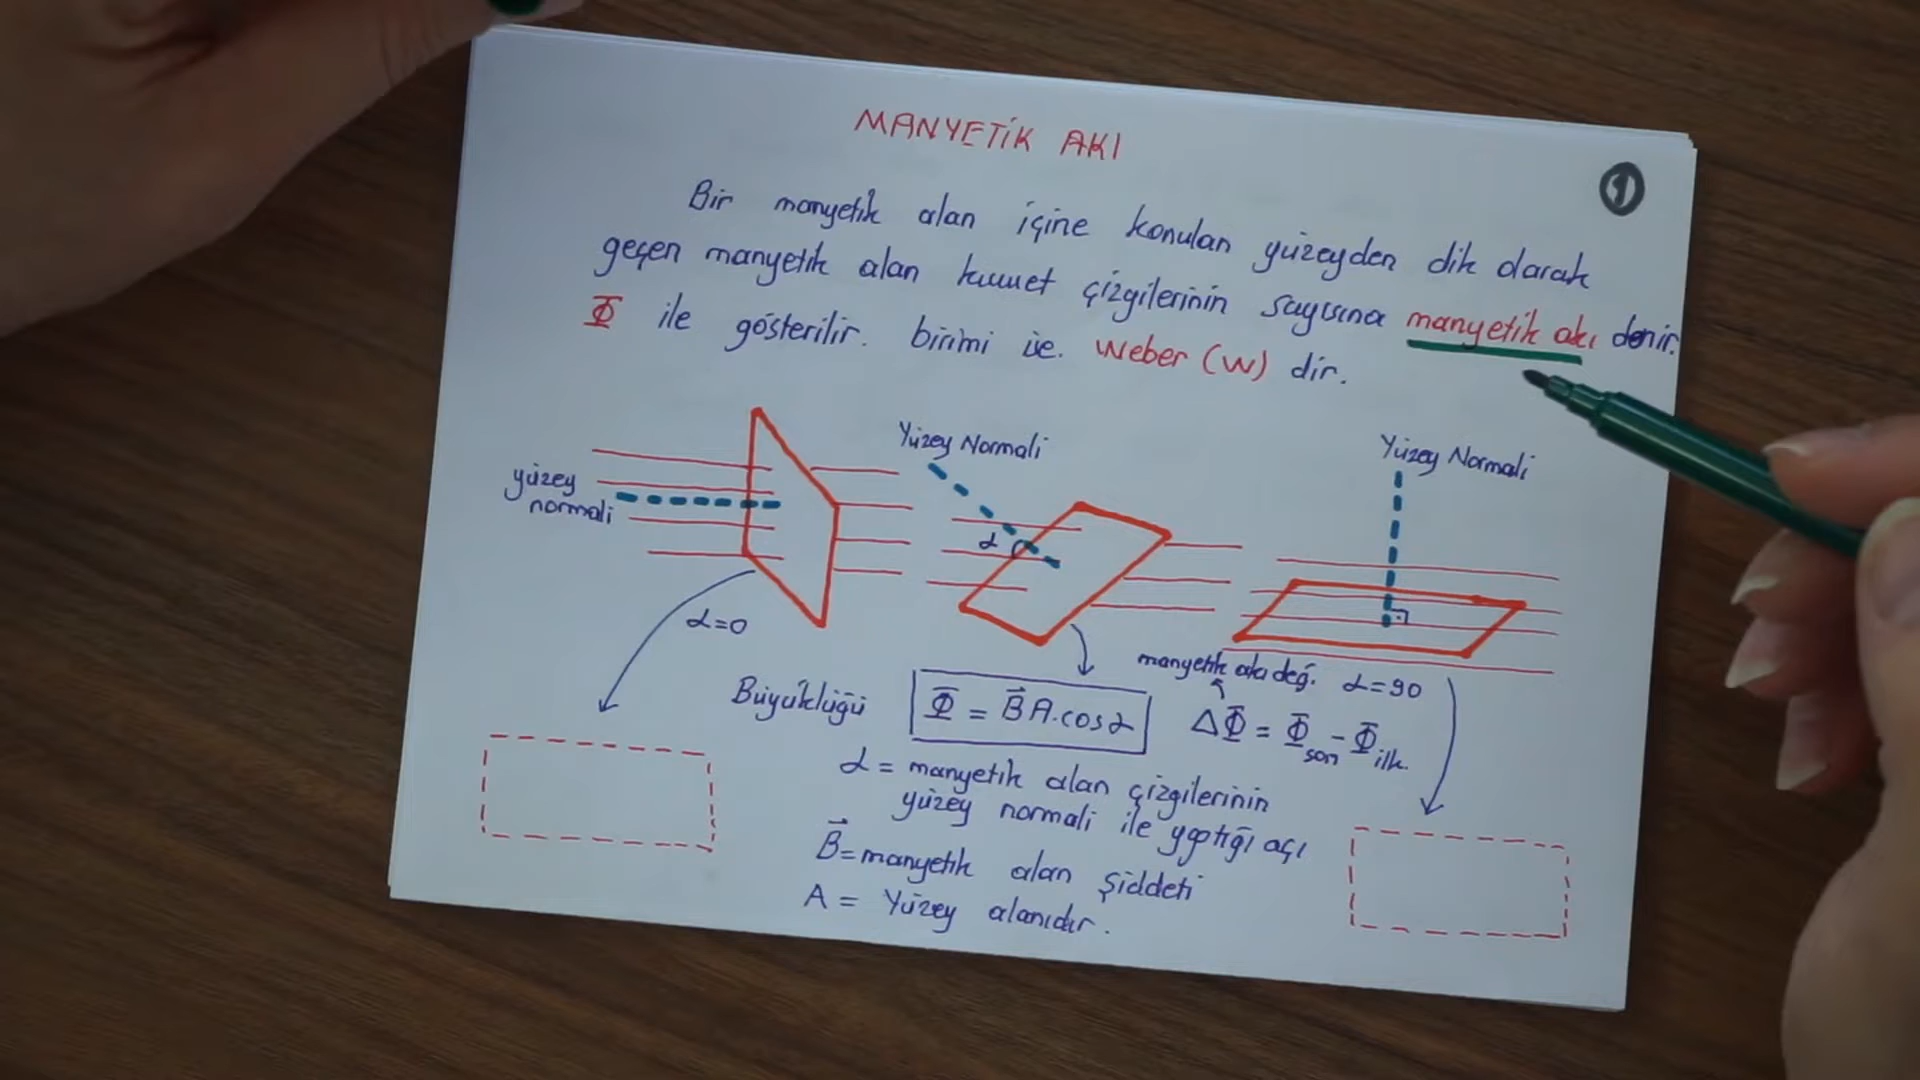 MANYETİK AKI
1
Bir manyetik alan içine konulan yüzeyden dik olarak
geçen manyetik alan kuvvet çizgilerinin sayısına manyetik akı denir.
Φ ile gösterilir. birimi ise. Weber (W) dir.
Yüzey Normali
Yüzey Normali
yüzey
normali
α
α=0
manyetik akı değ. α=90
Büyüklüğü Φ = B⃗A.cosα ΔΦ = Φson - Φilk.
α = manyetik alan çizgilerinin
yüzey normali ile yaptığı açı
B⃗=manyetik alan şiddeti
A = Yüzey alanıdır.